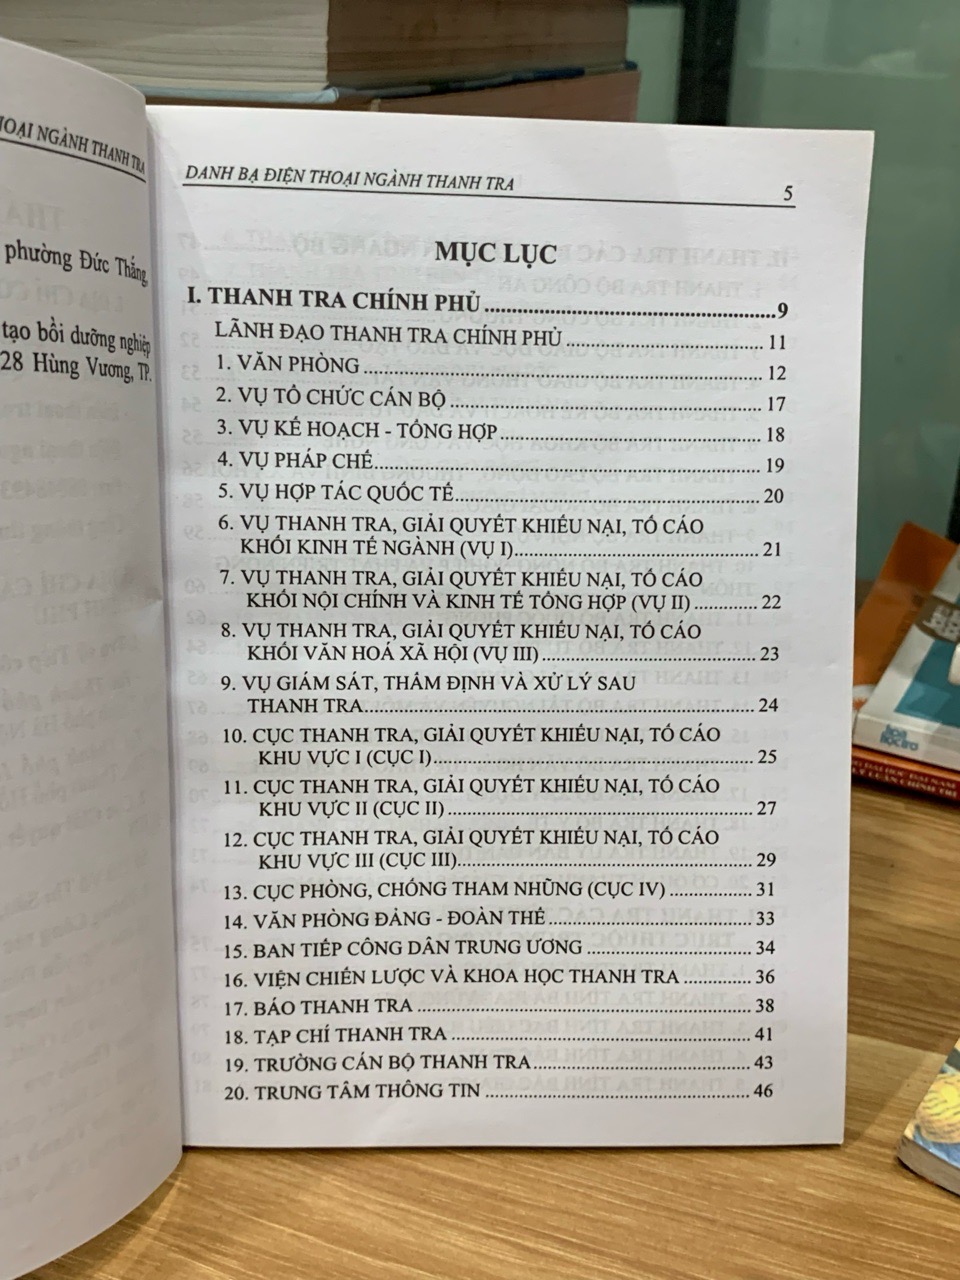 HOẠI NGÀNH THANH TRA
phường Đức Thắng,
tạo bồi dưỡng nghiệp
28 Hùng Vương, TP.
DANH BẠ ĐIỆN THOẠI NGÀNH THANH TRA 5
MỤC LỤC
I. THANH TRA CHÍNH PHỦ..........9
LÃNH ĐẠO THANH TRA CHÍNH PHỦ..........11
1. VĂN PHÒNG..........12
2. VỤ TỔ CHỨC CÁN BỘ..........17
3. VỤ KẾ HOẠCH - TỔNG HỢP..........18
4. VỤ PHÁP CHẾ..........19
5. VỤ HỢP TÁC QUỐC TẾ..........20
6. VỤ THANH TRA, GIẢI QUYẾT KHIẾU NẠI, TỐ CÁO
KHỐI KINH TẾ NGÀNH (VỤ I)..........21
7. VỤ THANH TRA, GIẢI QUYẾT KHIẾU NẠI, TỐ CÁO
KHỐI NỘI CHÍNH VÀ KINH TẾ TỔNG HỢP (VỤ II)..........22
8. VỤ THANH TRA, GIẢI QUYẾT KHIẾU NẠI, TỐ CÁO
KHỐI VĂN HOÁ XÃ HỘI (VỤ III)..........23
9. VỤ GIÁM SÁT, THẨM ĐỊNH VÀ XỬ LÝ SAU
THANH TRA..........24
10. CỤC THANH TRA, GIẢI QUYẾT KHIẾU NẠI, TỐ CÁO
KHU VỰC I (CỤC I)..........25
11. CỤC THANH TRA, GIẢI QUYẾT KHIẾU NẠI, TỐ CÁO
KHU VỰC II (CỤC II)..........27
12. CỤC THANH TRA, GIẢI QUYẾT KHIẾU NẠI, TỐ CÁO
KHU VỰC III (CỤC III)..........29
13. CỤC PHÒNG, CHỐNG THAM NHŨNG (CỤC IV)..........31
14. VĂN PHÒNG ĐẢNG - ĐOÀN THỂ..........33
15. BAN TIẾP CÔNG DÂN TRUNG ƯƠNG..........34
16. VIỆN CHIẾN LƯỢC VÀ KHOA HỌC THANH TRA..........36
17. BÁO THANH TRA..........38
18. TẠP CHÍ THANH TRA..........41
19. TRƯỜNG CÁN BỘ THANH TRA..........43
20. TRUNG TÂM THÔNG TIN..........46